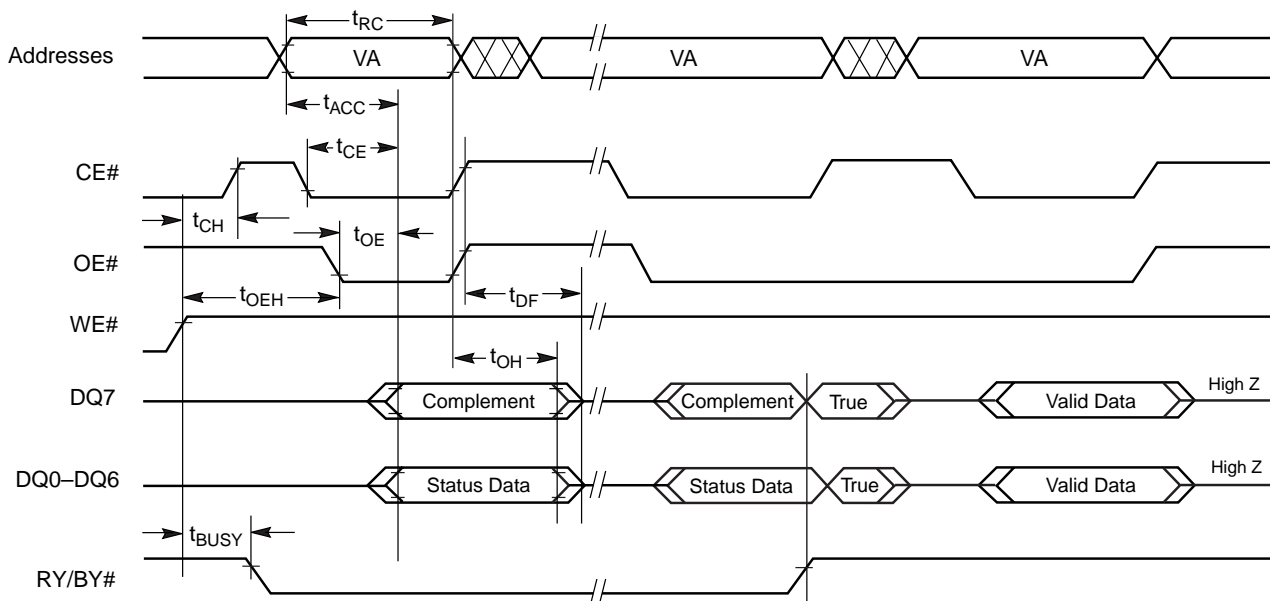 tRC
Addresses VA VA VA
tACC
tCE
CE#
tCH tOE
OE#
tOEH tDF
WE#
tOH
DQ7 Complement Complement True Valid Data High Z
DQ0–DQ6 Status Data Status Data True Valid Data High Z
tBUSY
RY/BY#